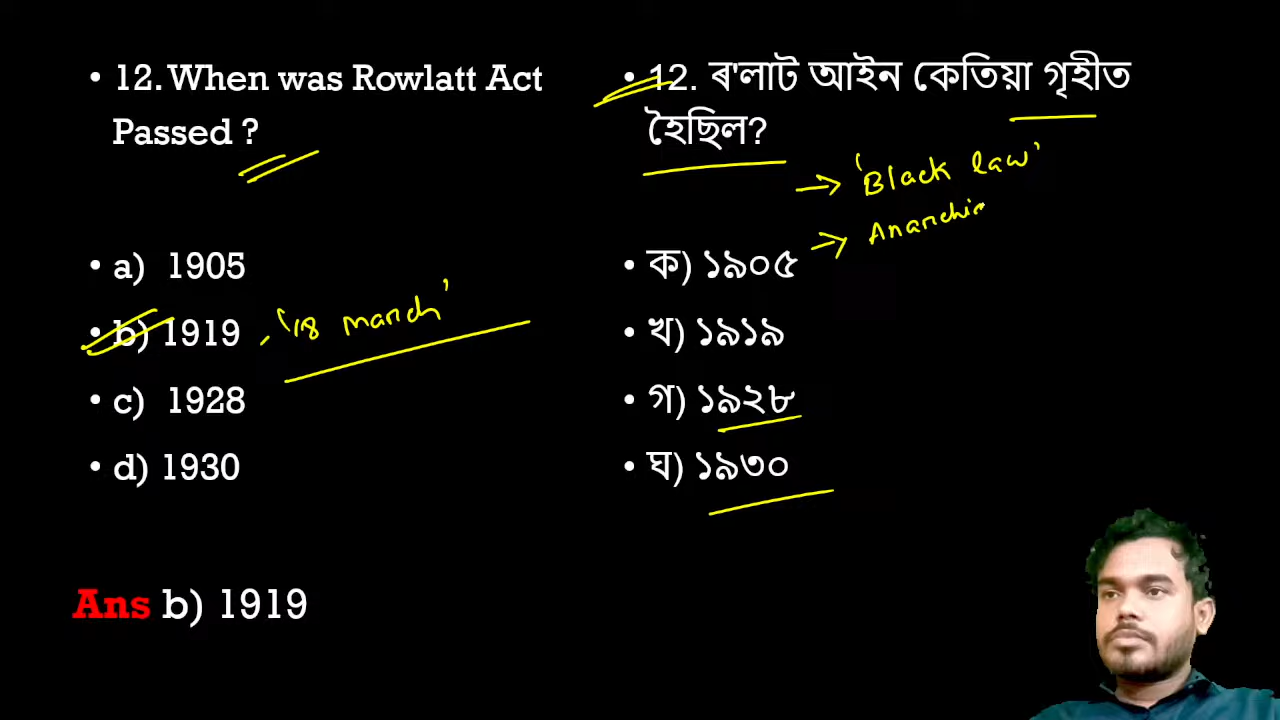 • 12. When was Rowlatt Act
Passed ?
• a) 1905
• b) 1919 '18 march'
• c) 1928
• d) 1930
Ans b) 1919
• 12. ৰ'লাট আইন কেতিয়া গৃহীত
হৈছিল?
→ 'Black law'
→ Anarchi
• ক) ১৯০৫
• খ) ১৯১৯
• গ) ১৯২৮
• ঘ) ১৯৩০